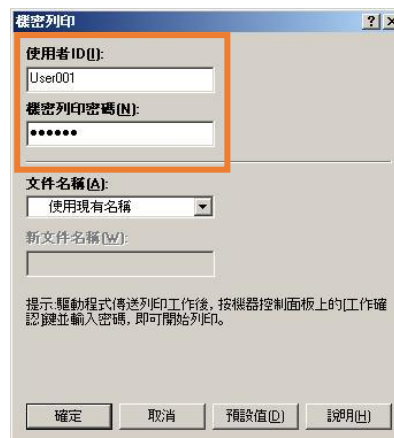 機密列印
使用者ID(I):
User001
機密列印密碼(N):
●●●●●●
文件名稱(A):
使用現有名稱
新文件名稱(W):
提示:驅動程式傳送列印工作後, 按機器控制面板上的[工作確
認]鍵並輸入密碼, 即可開始列印。
確定 取消 預設值(D) 說明(H)